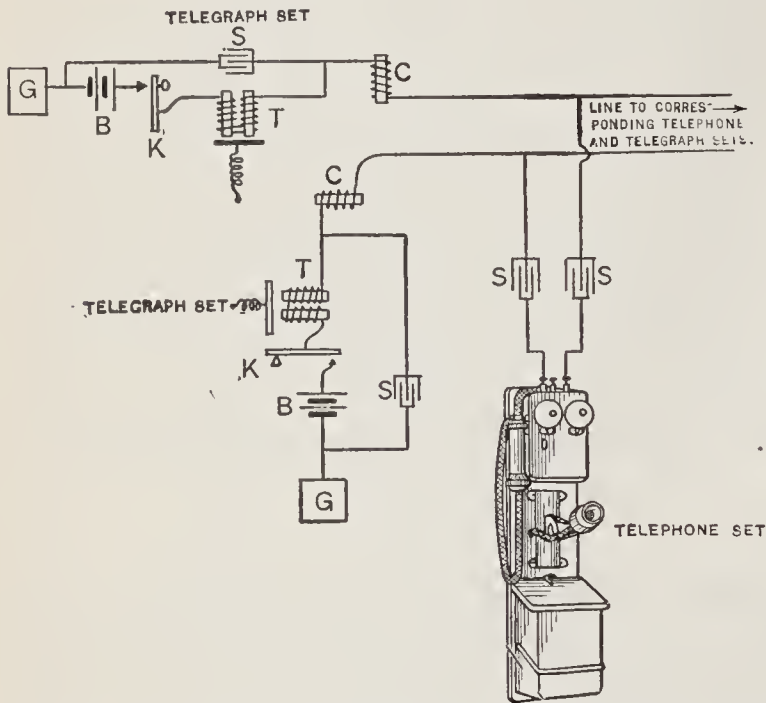 TELEGRAPH SET
S
C
G
B
K
T
LINE TO CORRES-
PONDING TELEPHONE
AND TELEGRAPH SETS.
C
T
S
S
TELEGRAPH SET
K
B
S
G
TELEPHONE SET